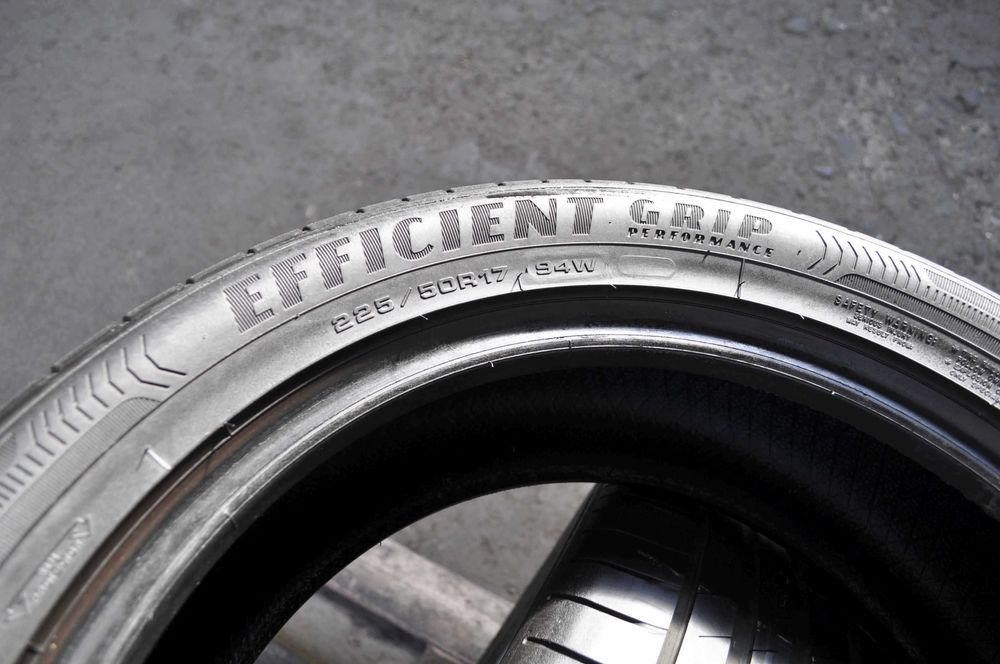 EFFICIENT GRIP
PERFORMANCE
225/50R17 94W
SAFETY WARNING: